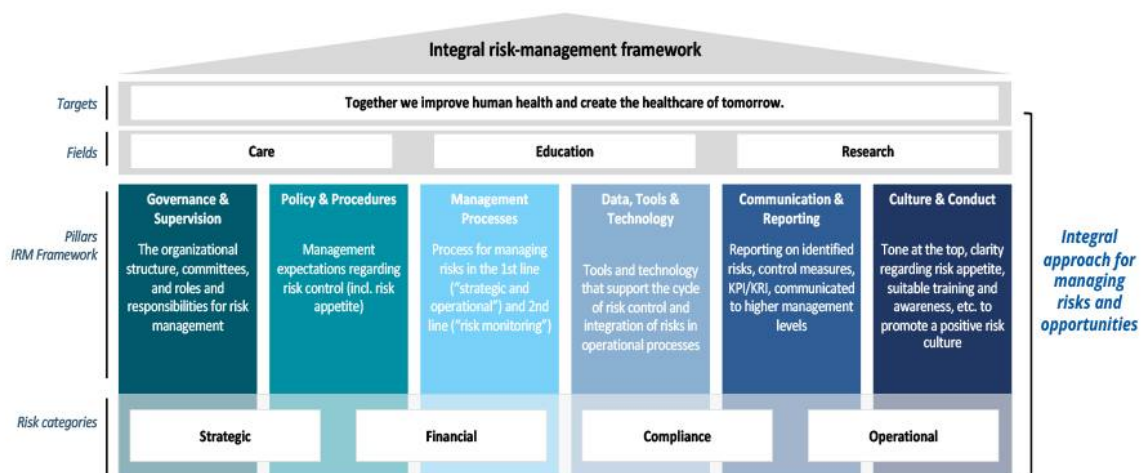 Integral risk-management framework
Targets
Together we improve human health and create the healthcare of tomorrow.
Fields
Care
Education
Research
Pillars
IRM Framework
Governance &
Supervision
The organizational
structure, committees,
and roles and
responsibilities for risk
management
Policy & Procedures
Management
expectations regarding
risk control (incl. risk
appetite)
Management
Processes
Process for managing
risks in the 1st line
("strategic and
operational") and 2nd
line ("risk monitoring")
Data, Tools &
Technology
Tools and technology
that support the cycle
of risk control and
integration of risks in
operational processes
Communication &
Reporting
Reporting on identified
risks, control measures,
KPI/KRI, communicated
to higher management
levels
Culture & Conduct
Tone at the top, clarity
regarding risk appetite,
suitable training and
awareness, etc. to
promote a positive risk
culture
Integral
approach for
managing
risks and
opportunities
Risk categories
Strategic
Financial
Compliance
Operational